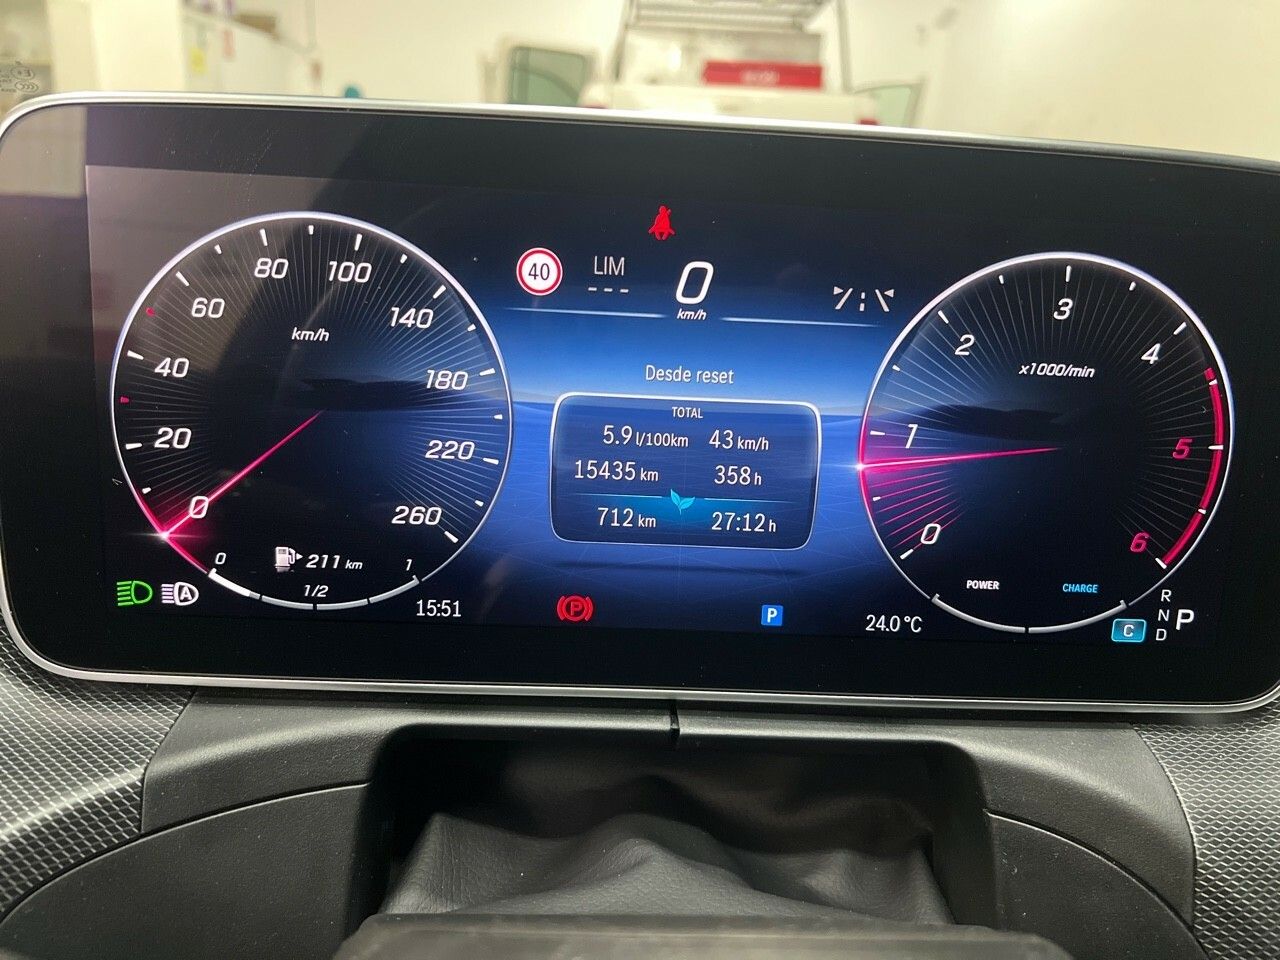 40
LIM
---
0
km/h
0
20
40
60
80
100
140
180
220
260
km/h
0
1/2
1
211 km
15:51
Desde reset
TOTAL
5.9 l/100km 43 km/h
15435 km 358 h
712 km 27:12 h
P
P
24.0 °C
0
1
2
3
4
5
6
x1000/min
POWER
CHARGE
C
R
N
D
P
A